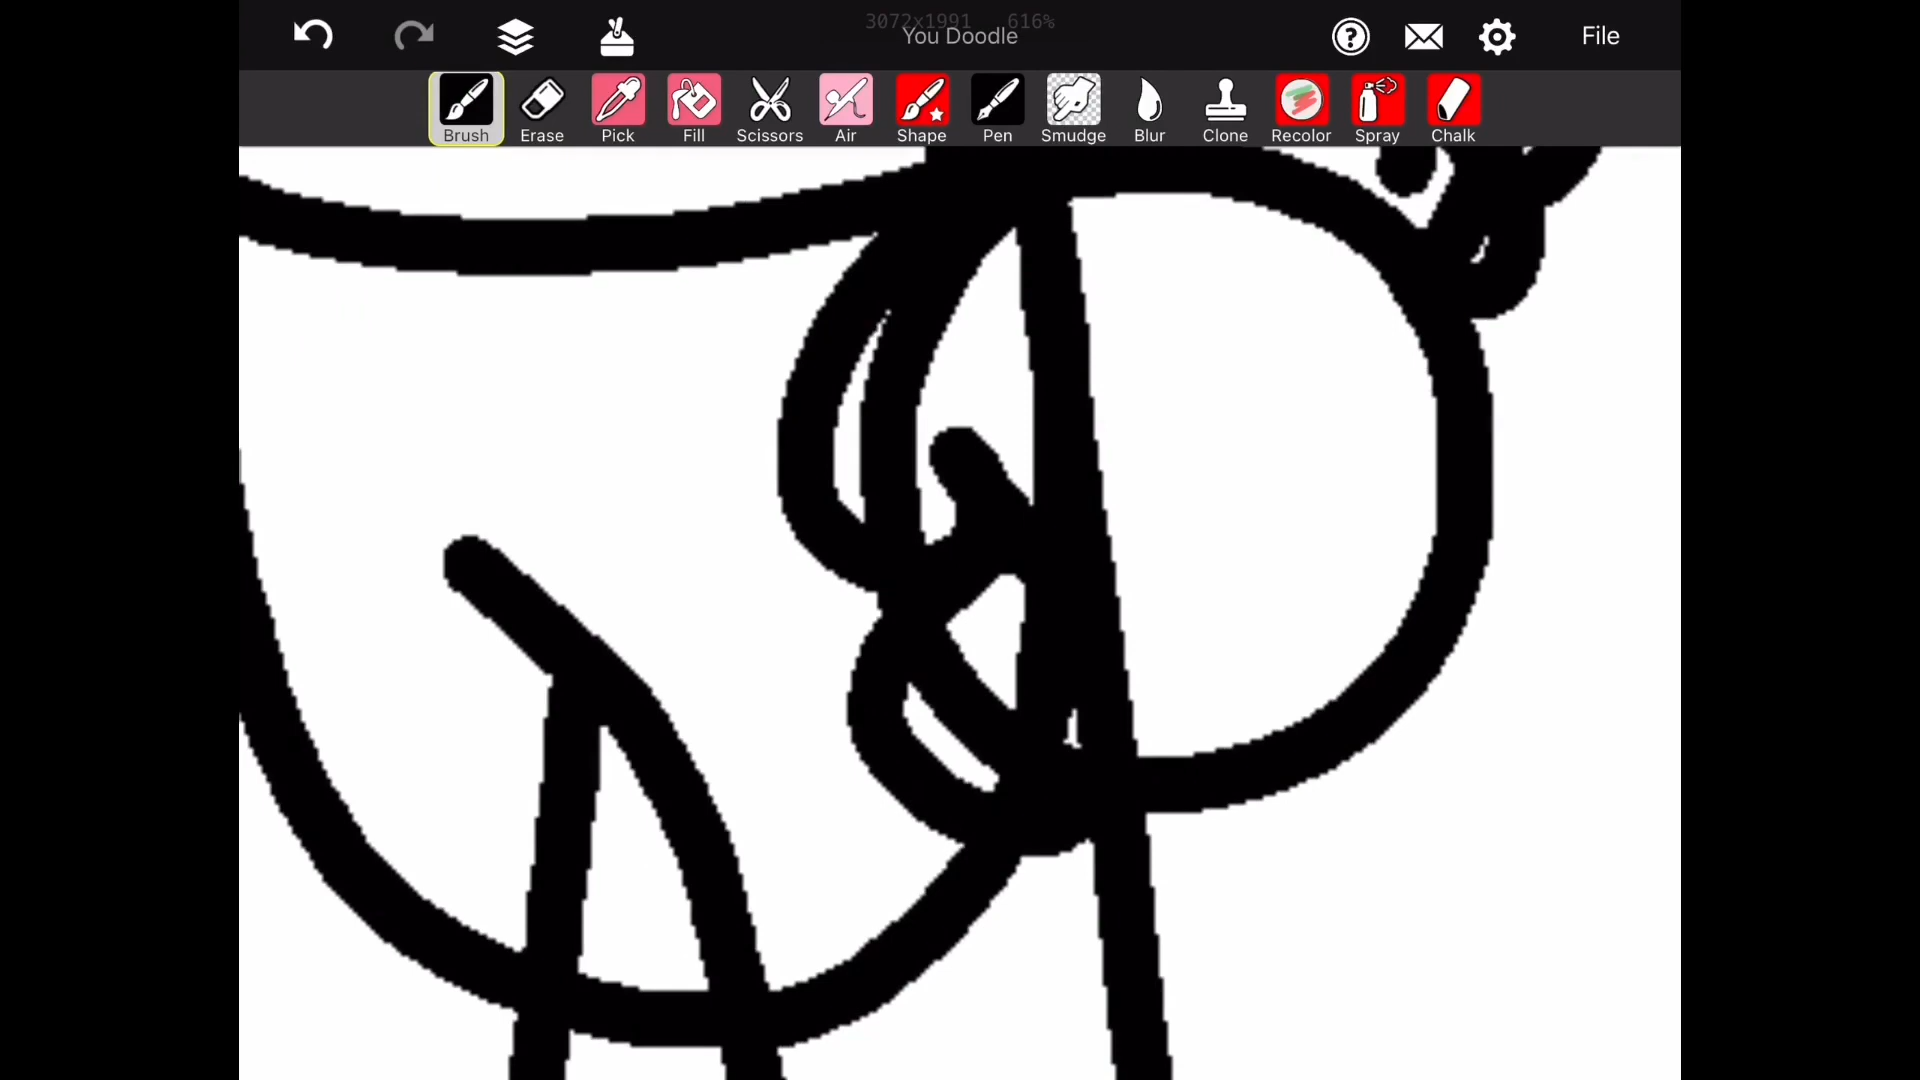 3072x1991 616%
You Doodle
File
Brush Erase Pick Fill Scissors Air Shape Pen Smudge Blur Clone Recolor Spray Chalk